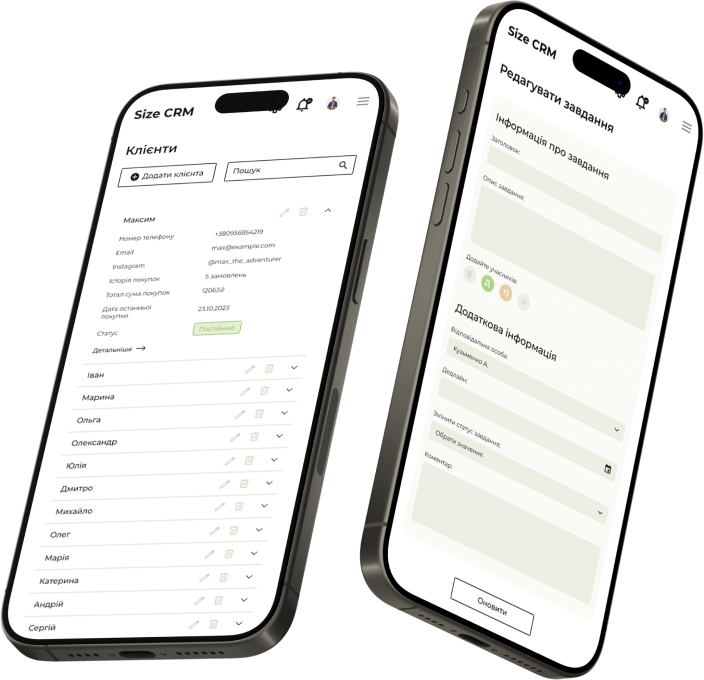 Size CRM
Клієнти
Додати клієнта
Пошук
Максим
Номер телефону +380956854219
Email max@example.com
Instagram @max_the_adventurer
Історія покупок 5 замовлень
Тотал сума покупок 12063₴
Дата останньої
покупки 23.10.2023
Статус Постійний
Детальніше
Іван
Марина
Ольга
Олександр
Юлія
Дмитро
Михайло
Олег
Марія
Катерина
Андрій
Сергій
Size CRM
Редагувати завдання
Інформація про завдання
Заголовок:
Опис завдання:
Додайте учасників:
Д
П
Додаткова інформація
Відповідальна особа:
Кузьменко А.
Дедлайн:
Змінити статус завдання:
Обрати значення
Коментар:
Оновити